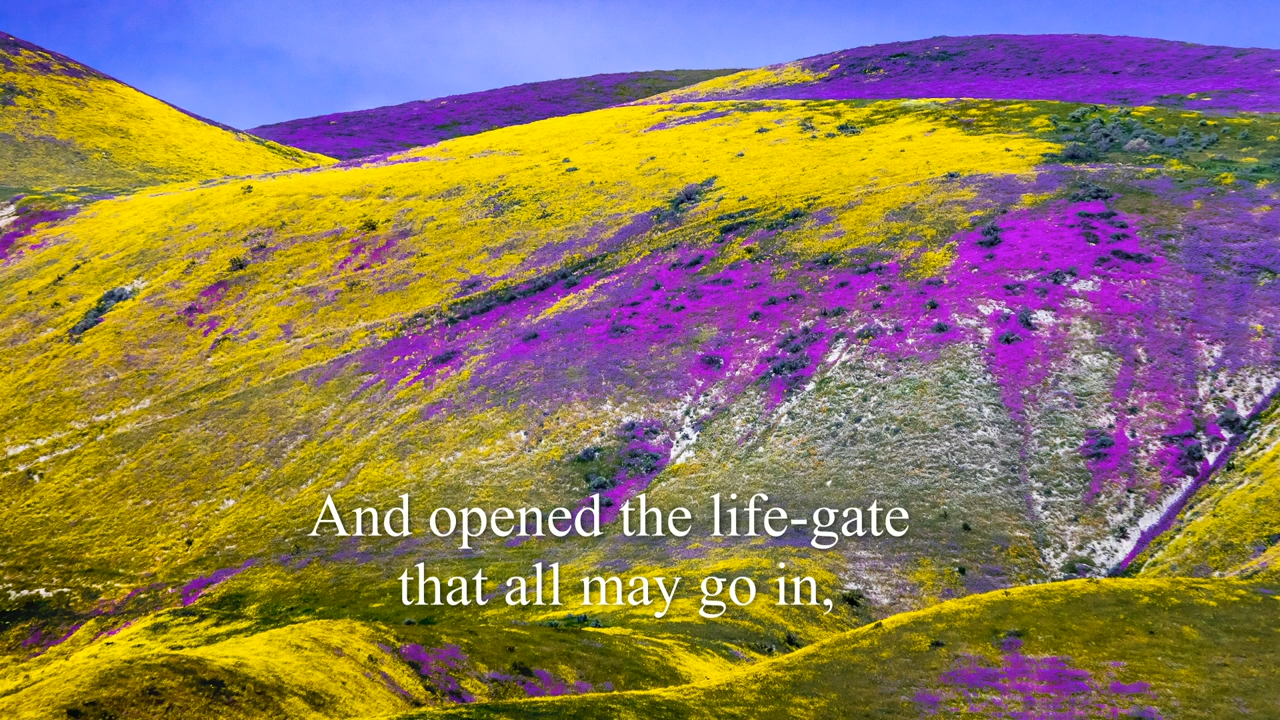 And opened the life-gate
that all may go in,